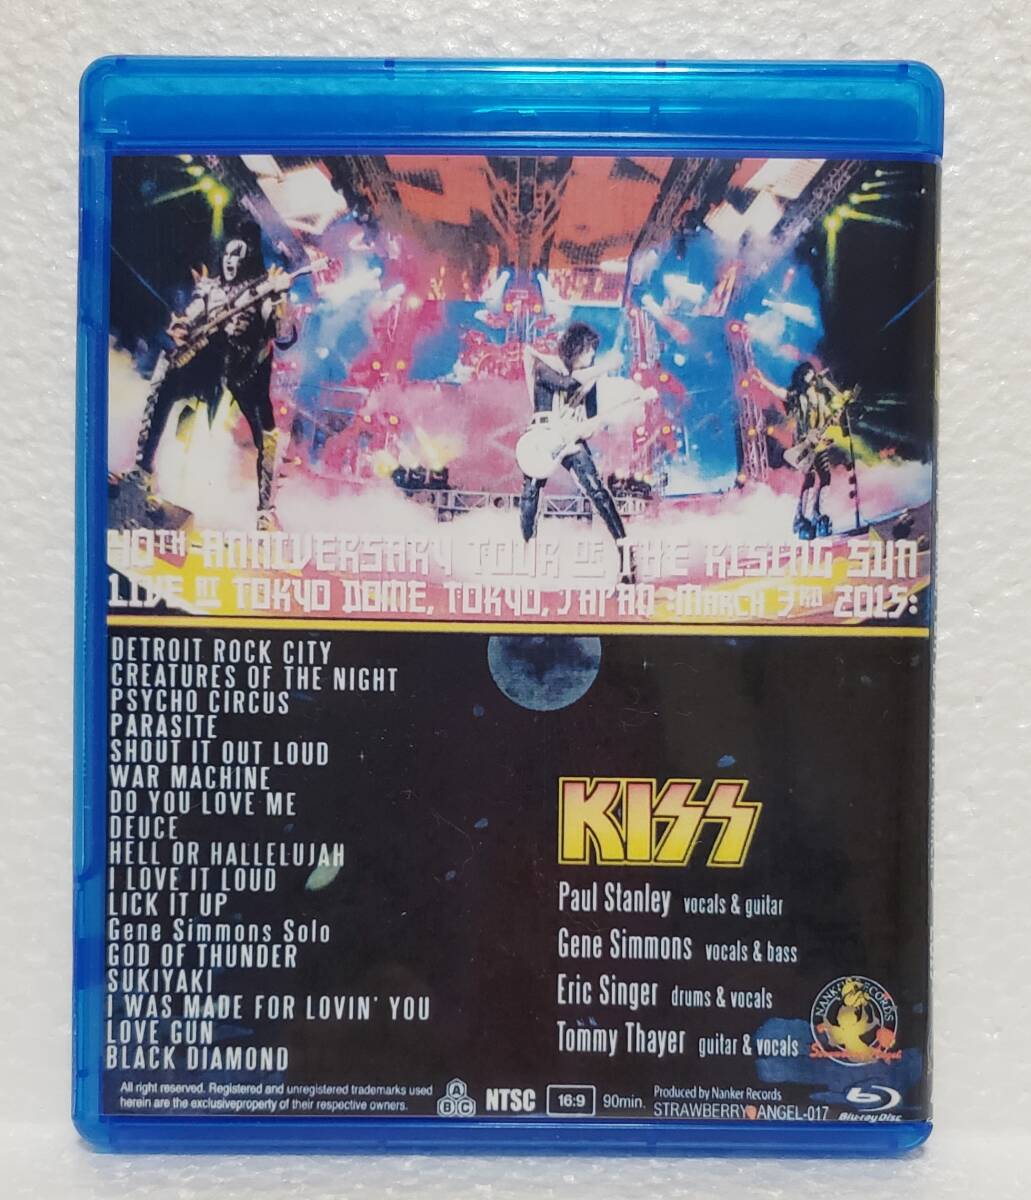 40TH ANNIVERSARY TOUR OF THE RISING SUN
LIVE AT TOKYO DOME, TOKYO, JAPAN :MARCH 3RD 2015:
DETROIT ROCK CITY
CREATURES OF THE NIGHT
PSYCHO CIRCUS
PARASITE
SHOUT IT OUT LOUD
WAR MACHINE
DO YOU LOVE ME
DEUCE
HELL OR HALLELUJAH
I LOVE IT LOUD
LICK IT UP
Gene Simmons Solo
GOD OF THUNDER
SUKIYAKI
I WAS MADE FOR LOVIN' YOU
LOVE GUN
BLACK DIAMOND
KISS
Paul Stanley vocals & guitar
Gene Simmons vocals & bass
Eric Singer drums & vocals
Tommy Thayer guitar & vocals
NANKER RECORDS
All right reserved. Registered and unregistered trademarks used
herein are the exclusiveproperty of their respective owners.
A
B C
NTSC
16:9
90min.
Produced by Nanker Records
STRAWBERRY ANGEL-017
Blu-ray Disc